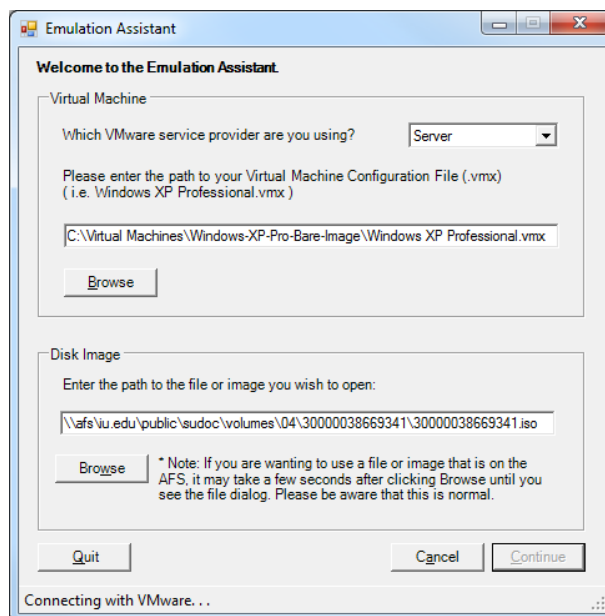 Emulation Assistant
Welcome to the Emulation Assistant.
Virtual Machine
Which VMware service provider are you using?
Server
Please enter the path to your Virtual Machine Configuration File (.vmx)
( i.e. Windows XP Professional.vmx )
C:\Virtual Machines\Windows-XP-Pro-Bare-Image\Windows XP Professional.vmx
Browse
Disk Image
Enter the path to the file or image you wish to open:
\\afs\iu.edu\public\sudoc\volumes\04\30000038669341\30000038669341.iso
Browse
* Note: If you are wanting to use a file or image that is on the
AFS, it may take a few seconds after clicking Browse until you
see the file dialog. Please be aware that this is normal.
Quit
Cancel
Continue
Connecting with VMware. . .